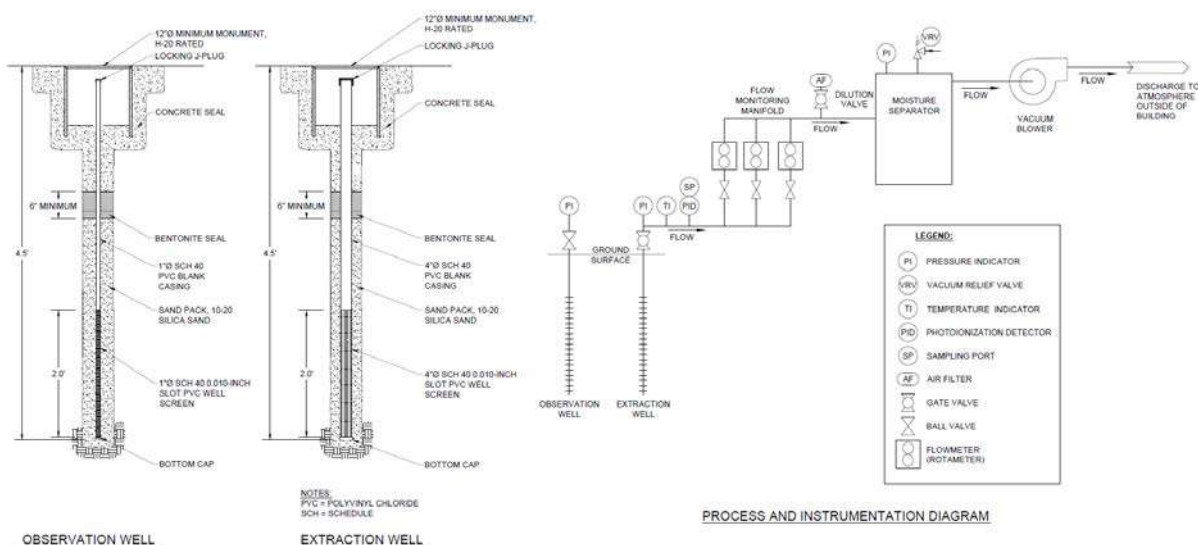 12"Ø MINIMUM MONUMENT,
H-20 RATED
LOCKING J-PLUG
CONCRETE SEAL
6" MINIMUM
BENTONITE SEAL
4.5'
1"Ø SCH 40
PVC BLANK
CASING
SAND PACK, 10-20
SILICA SAND
2.0'
1"Ø SCH 40 0.010-INCH
SLOT PVC WELL
SCREEN
BOTTOM CAP
OBSERVATION WELL
12"Ø MINIMUM MONUMENT,
H-20 RATED
LOCKING J-PLUG
CONCRETE SEAL
6" MINIMUM
BENTONITE SEAL
4.5'
4"Ø SCH 40
PVC BLANK
CASING
SAND PACK, 10-20
SILICA SAND
2.0'
4"Ø SCH 40 0.010-INCH
SLOT PVC WELL
SCREEN
BOTTOM CAP
NOTES:
PVC = POLYVINYL CHLORIDE
SCH = SCHEDULE
EXTRACTION WELL
PI
GROUND
SURFACE
OBSERVATION
WELL
PI
TI
SP
PID
FLOW
EXTRACTION
WELL
FLOW
MONITORING
MANIFOLD
AF
DILUTION
VALVE
FLOW
PI
VRV
MOISTURE
SEPARATOR
FLOW
VACUUM
BLOWER
FLOW
DISCHARGE TO
ATMOSPHERE
OUTSIDE OF
BUILDING
LEGEND:
PI PRESSURE INDICATOR
VRV VACUUM RELIEF VALVE
TI TEMPERATURE INDICATOR
PID PHOTOIONIZATION DETECTOR
SP SAMPLING PORT
AF AIR FILTER
GATE VALVE
BALL VALVE
FLOWMETER
(ROTAMETER)
PROCESS AND INSTRUMENTATION DIAGRAM